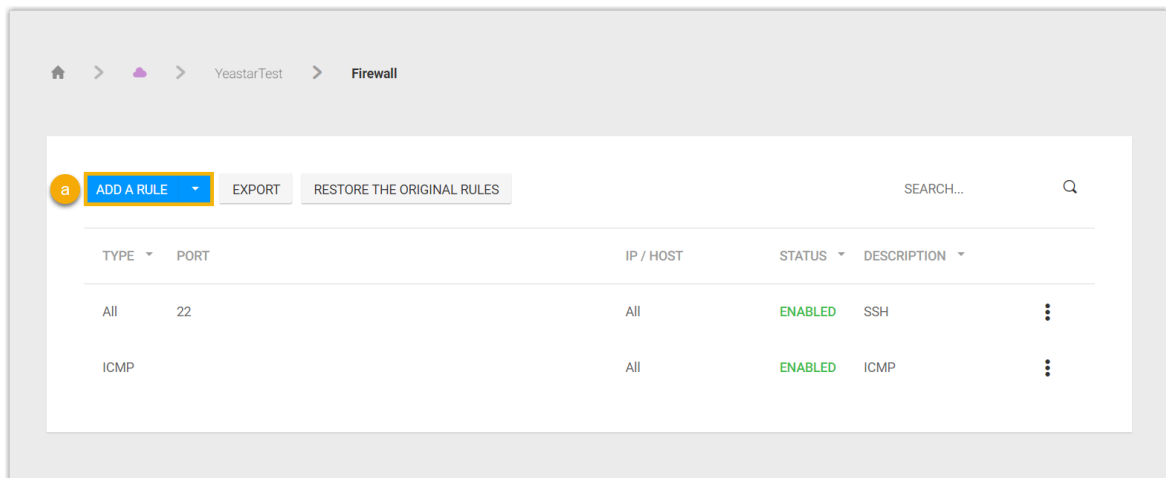 YeastarTest Firewall
a ADD A RULE EXPORT RESTORE THE ORIGINAL RULES SEARCH...
TYPE PORT IP / HOST STATUS DESCRIPTION
All 22 All ENABLED SSH
ICMP All ENABLED ICMP